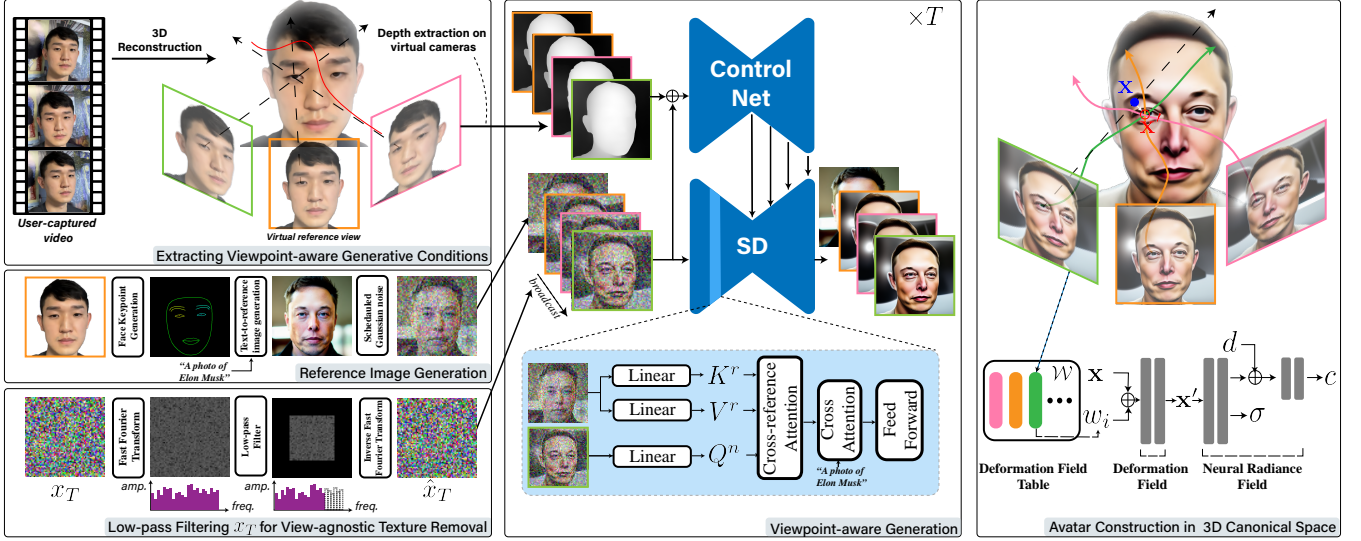 3D
Reconstruction
Depth extraction on
virtual cameras
User-captured
video
Virtual reference view
Extracting Viewpoint-aware Generative Conditions
Face Keypoint
Generation
Text-to-reference
image generation
Schedauled
Gaussian noise
"A photo of
Elon Musk"
Reference Image Generation
Fast Fourier
Transform
Low-pass
Filter
Inverse Fast
Fourier Transform
x_T
amp.
freq.
amp.
freq.
x̂_T
Low-pass Filtering x_T for View-agnostic Texture Removal
×T
Control
Net
SD
broadcast
Linear
K^r
Linear
V^r
Linear
Q^n
Cross-reference
Attention
Cross
Attention
Feed
Forward
"A photo of
Elon Musk"
Viewpoint-aware Generation
x
x
W
x
w_i
x′
d
σ
c
Deformation Field
Table
Deformation
Field
Neural Radiance
Field
Avatar Construction in 3D Canonical Space